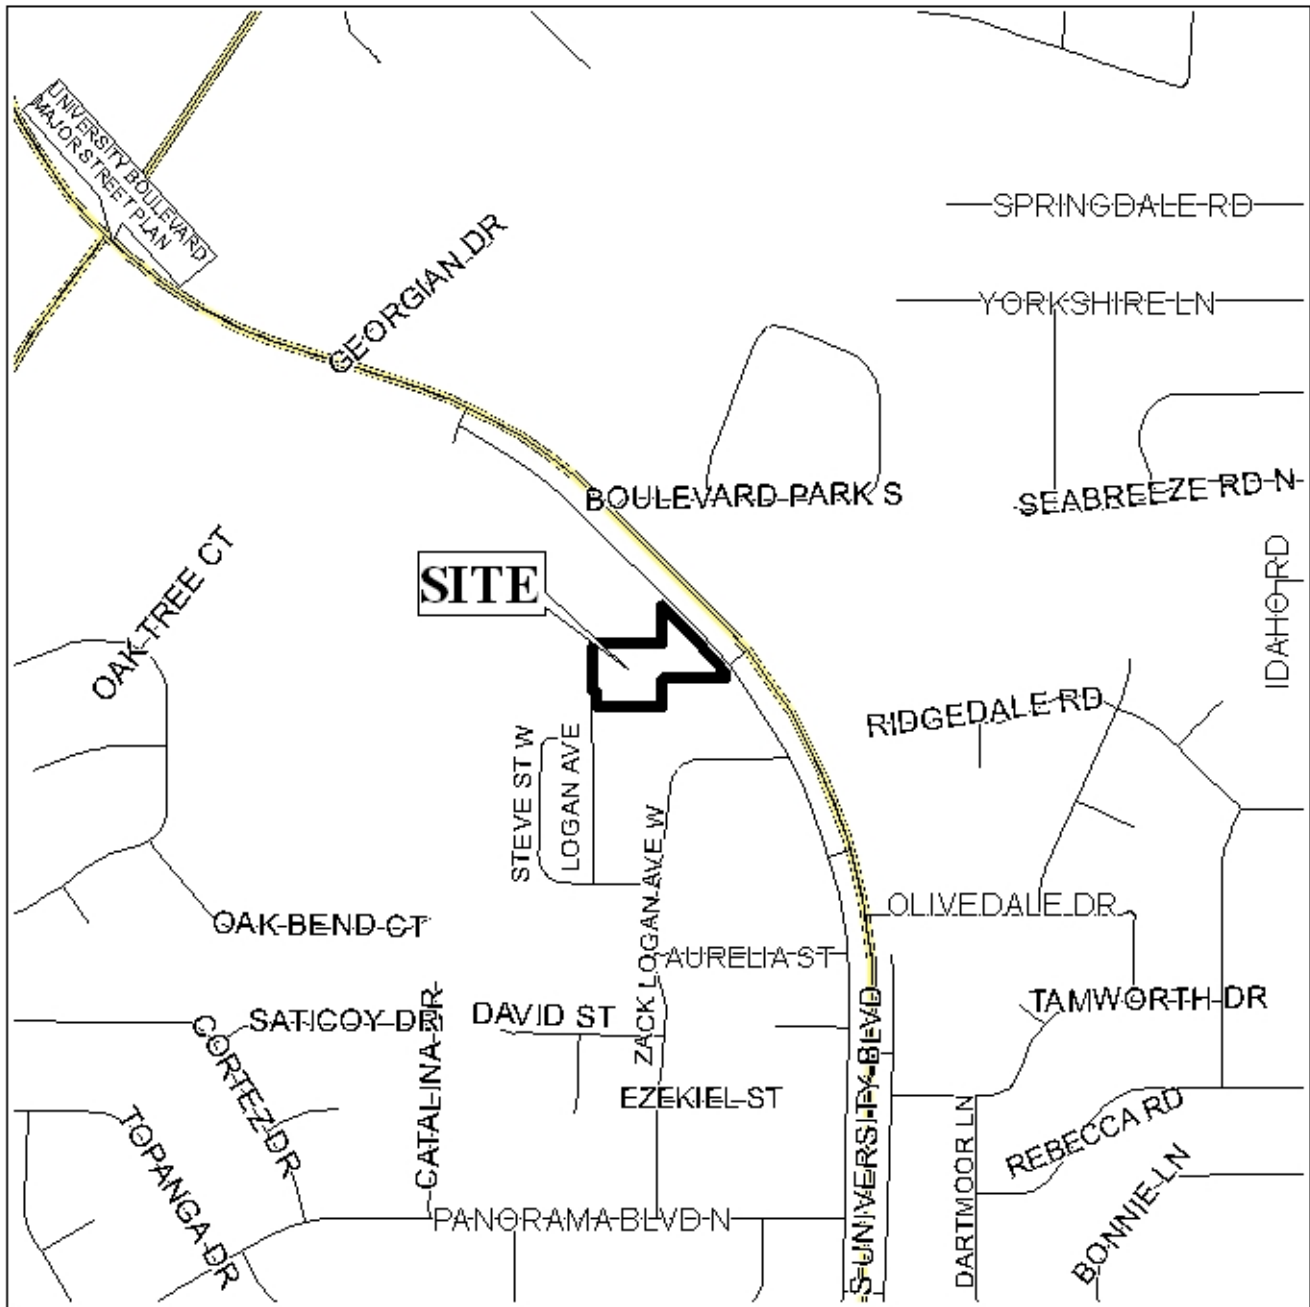 UNIVERSITY BOULEVARD
MAJOR STREET PLAN
GEORGIAN DR
SPRINGDALE RD
YORKSHIRE LN
BOULEVARD PARK S
SEABREEZE RD N
IDAHO RD
OAK TREE CT
SITE
RIDGEDALE RD
STEVE ST W
LOGAN AVE
ZACK LOGAN AVE W
OLIVEDALE DR
OAK BEND CT
AURELIA ST
SATICOY DR
DAVID ST
TAMWORTH DR
CORTEZ DR
CATALINA DR
EZEKIEL ST
S UNIVERSITY BLVD
DARTMOOR LN
REBECCA RD
TOPANGA DR
BONNIE LN
PANORAMA BLVD N